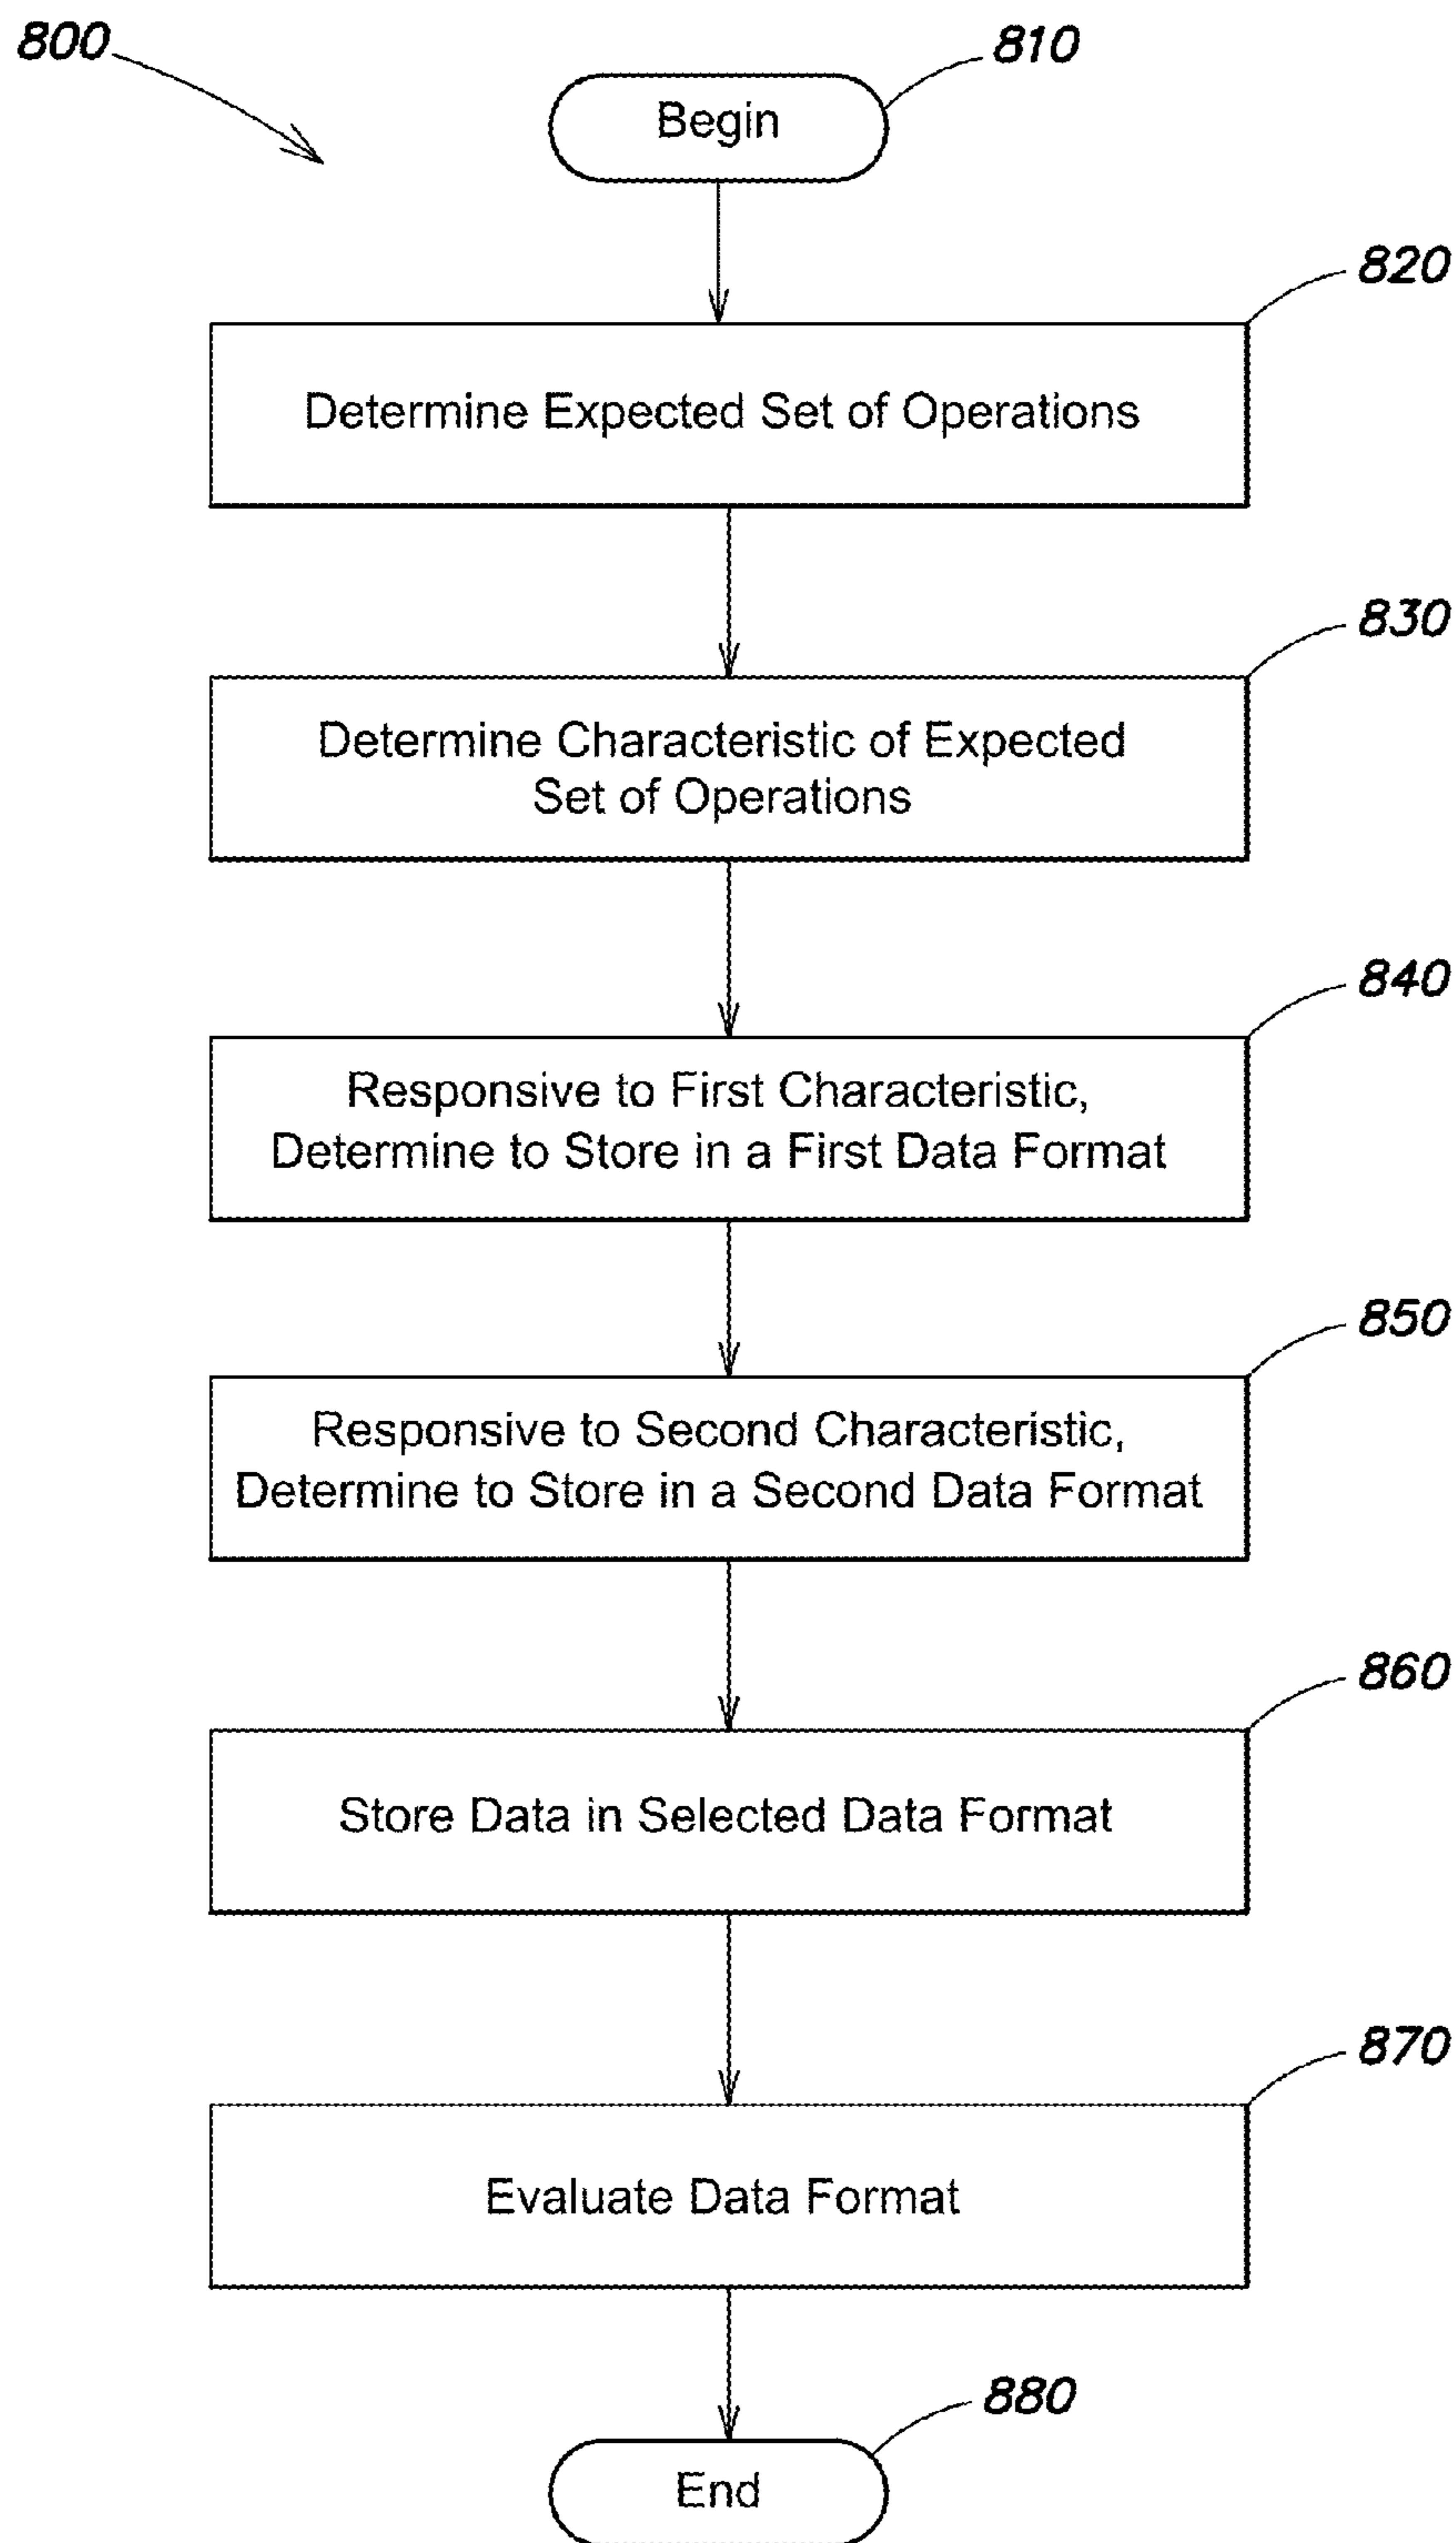 800
810
Begin
820
Determine Expected Set of Operations
830
Determine Characteristic of Expected
Set of Operations
840
Responsive to First Characteristic,
Determine to Store in a First Data Format
850
Responsive to Second Characteristic,
Determine to Store in a Second Data Format
860
Store Data in Selected Data Format
870
Evaluate Data Format
880
End